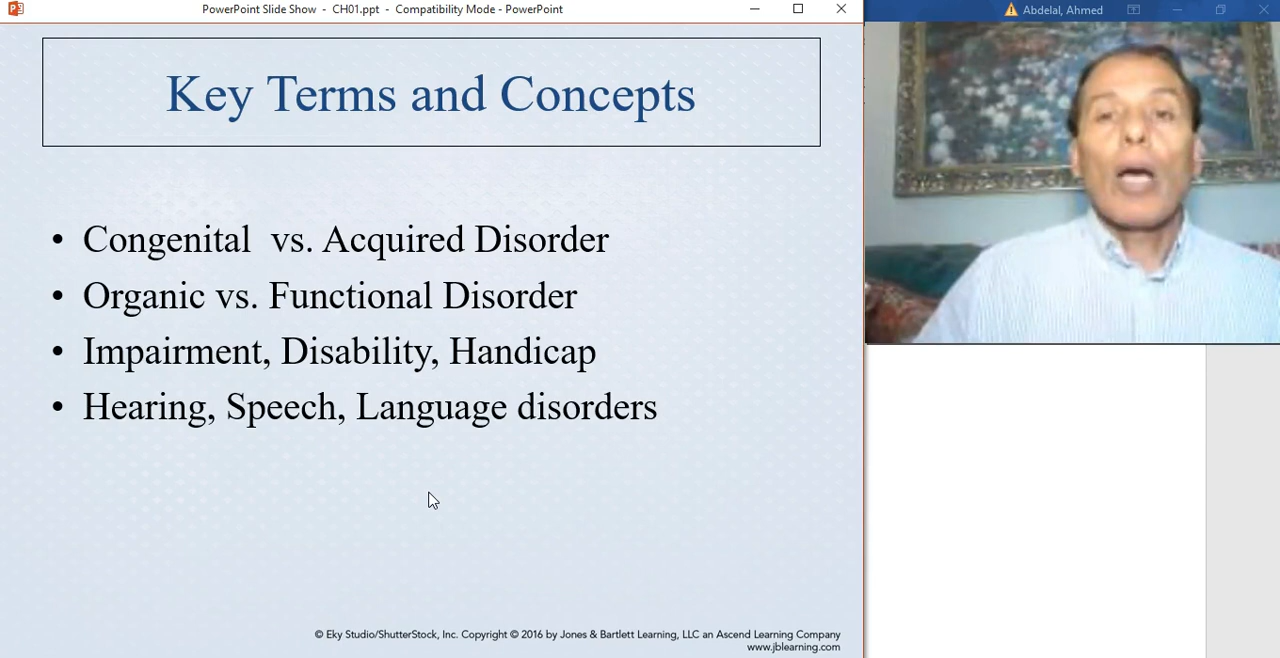 PowerPoint Slide Show - CH01.ppt - Compatibility Mode - PowerPoint
Abdelal, Ahmed
Key Terms and Concepts
• Congenital  vs. Acquired Disorder
• Organic vs. Functional Disorder
• Impairment, Disability, Handicap
• Hearing, Speech, Language disorders
© Eky Studio/ShutterStock, Inc. Copyright © 2016 by Jones & Bartlett Learning, LLC an Ascend Learning Company
www.jblearning.com